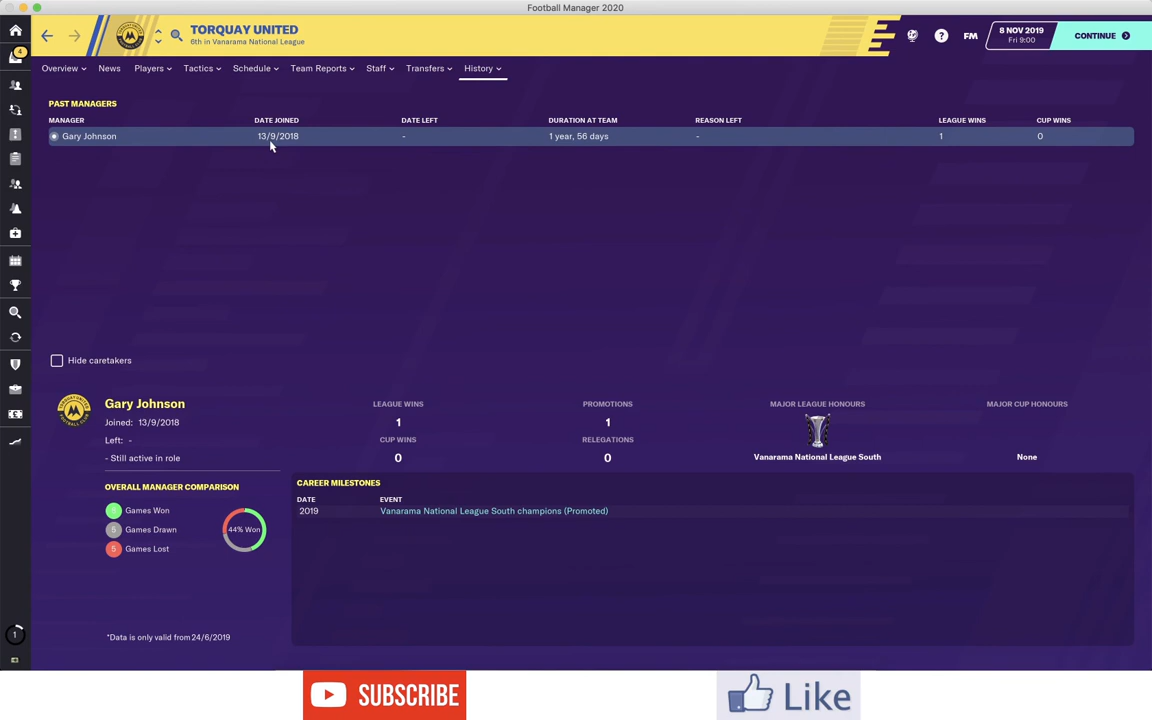 Football Manager 2020
TORQUAY UNITED
6th in Vanarama National League
FM
8 NOV 2019
Fri 9:00
CONTINUE
4
Overview
News
Players
Tactics
Schedule
Team Reports
Staff
Transfers
History
PAST MANAGERS
MANAGER DATE JOINED DATE LEFT DURATION AT TEAM REASON LEFT LEAGUE WINS CUP WINS
Gary Johnson 13/9/2018 - 1 year, 56 days - 1 0
Hide caretakers
Gary Johnson
Joined: 13/9/2018
Left: -
- Still active in role
LEAGUE WINS
1
CUP WINS
0
PROMOTIONS
1
RELEGATIONS
0
MAJOR LEAGUE HONOURS
Vanarama National League South
MAJOR CUP HONOURS
None
OVERALL MANAGER COMPARISON
Games Won
5 Games Drawn
5 Games Lost
44% Won
*Data is only valid from 24/6/2019
CAREER MILESTONES
DATE EVENT
2019 Vanarama National League South champions (Promoted)
1
SUBSCRIBE
Like